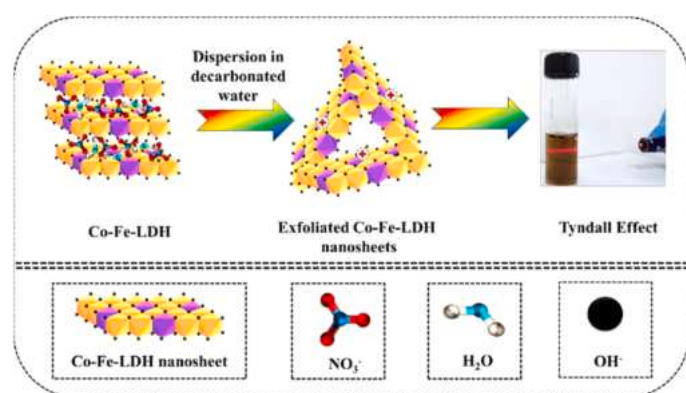 Dispersion in
decarbonated
water
Co-Fe-LDH
Exfoliated Co-Fe-LDH
nanosheets
Tyndall Effect
Co-Fe-LDH nanosheet
NO₃⁻
H₂O
OH⁻